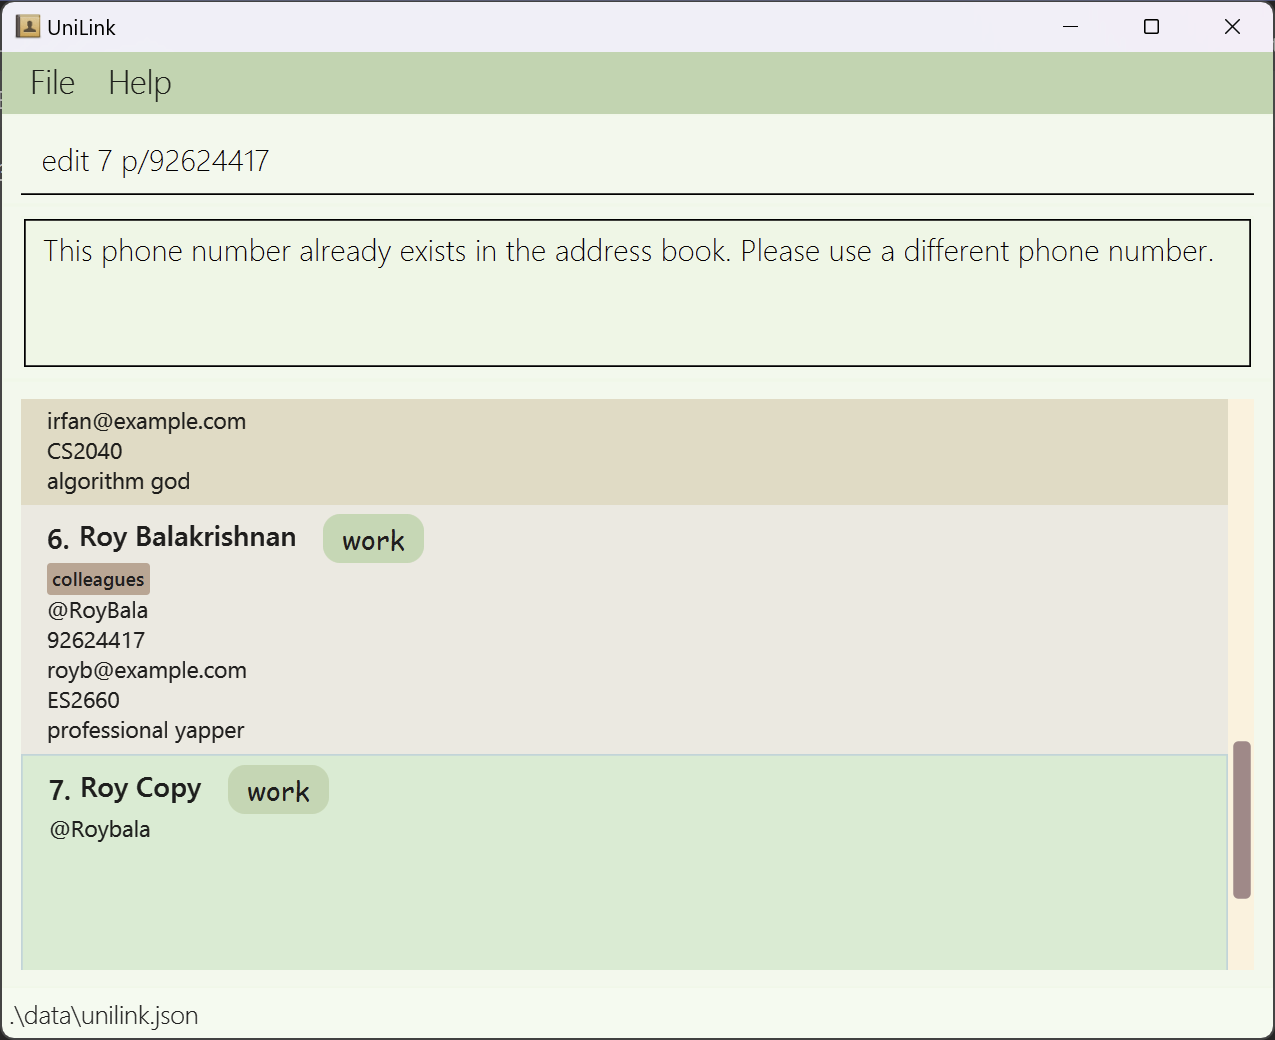 UniLink
File Help
edit 7 p/92624417
This phone number already exists in the address book. Please use a different phone number.
irfan@example.com
CS2040
algorithm god
6. Roy Balakrishnan work
colleagues
@RoyBala
92624417
royb@example.com
ES2660
professional yapper
7. Roy Copy work
@Roybala
.\data\unilink.json